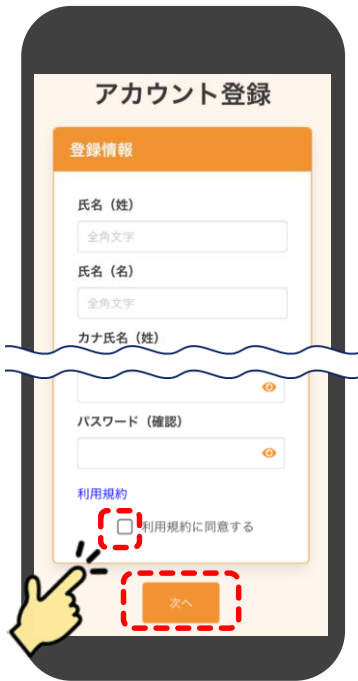 アカウント登録
登録情報
氏名（姓）
全角文字
氏名（名）
全角文字
カナ氏名（姓）
パスワード（確認）
利用規約
利用規約に同意する
次へ